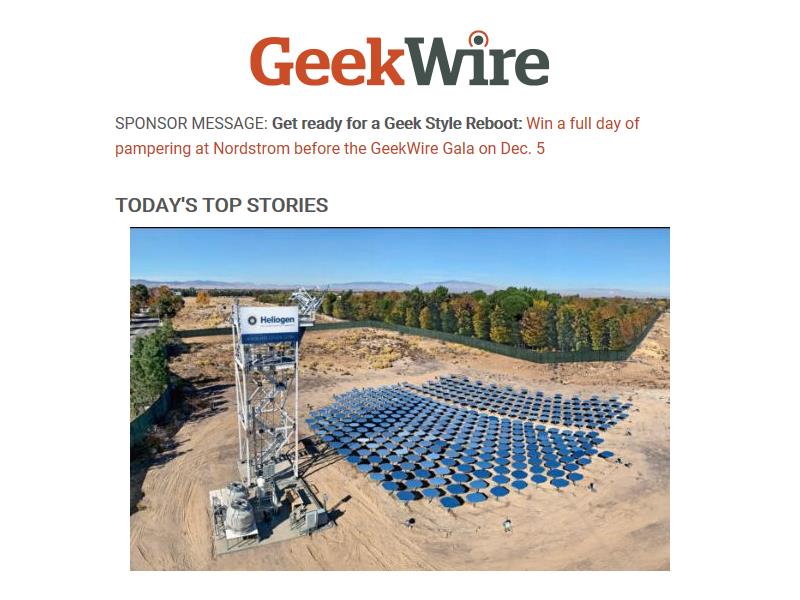 GeekWire
SPONSOR MESSAGE: Get ready for a Geek Style Reboot: Win a full day of
pampering at Nordstrom before the GeekWire Gala on Dec. 5
TODAY'S TOP STORIES
Heliogen